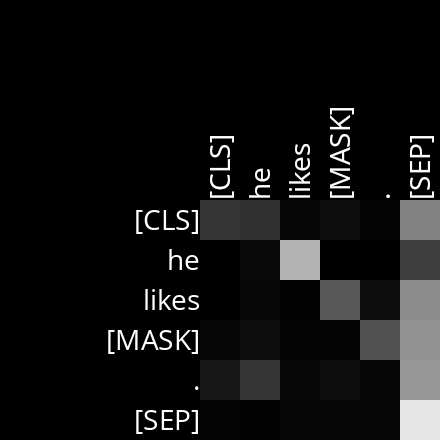 [CLS] he likes [MASK] . [SEP]
[CLS]
he
likes
[MASK]
.
[SEP]